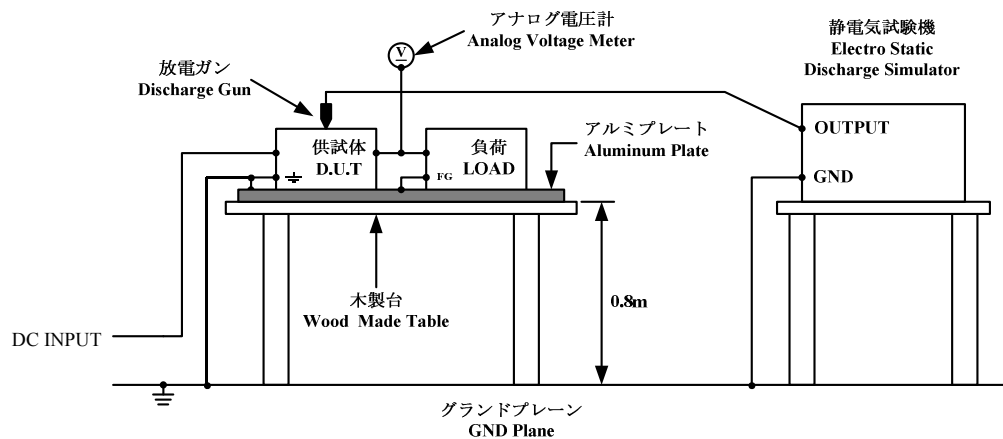 アナログ電圧計
Analog Voltage Meter
静電気試験機
Electro Static
Discharge Simulator
放電ガン
Discharge Gun
V
供試体
D.U.T
負荷
LOAD
FG
アルミプレート
Aluminum Plate
OUTPUT
GND
木製台
Wood Made Table
0.8m
DC INPUT
グランドプレーン
GND Plane